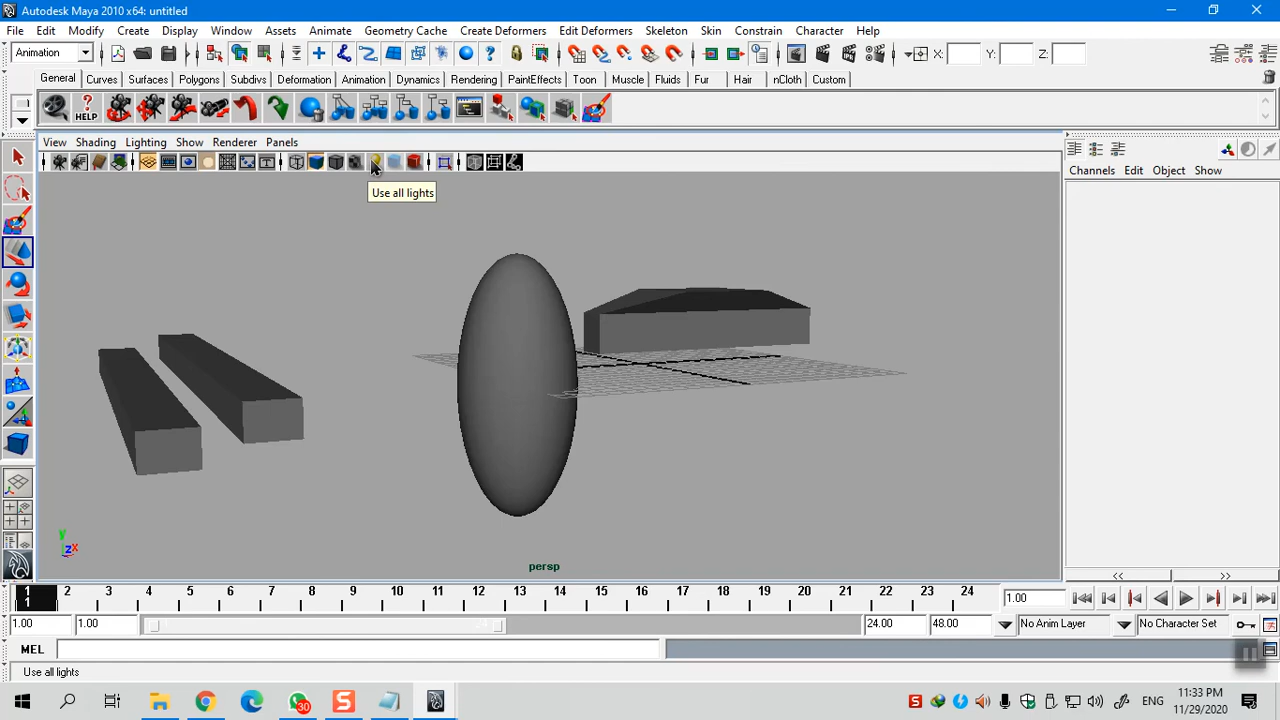 Autodesk Maya 2010 x64: untitled
File Edit Modify Create Display Window Assets Animate Geometry Cache Create Deformers Edit Deformers Skeleton Skin Constraint Character Help
Animation X: Y: Z:
General Curves Surfaces Polygons Subdivs Deformation Animation Dynamics Rendering PaintEffects Toon Muscle Fluids Fur Hair nCloth Custom
HELP
View Shading Lighting Show Renderer Panels
Channels Edit Object Show
Use all lights
y
z x
persp
<< >>
1 2 3 4 5 6 7 8 9 10 11 12 13 14 15 16 17 18 19 20 21 22 23 24
1 1.00
1.00 1.00 24 24.00 48.00 No Anim Layer No Character Set
MEL
Use all lights
30 S S ENG 11:33 PM
11/29/2020